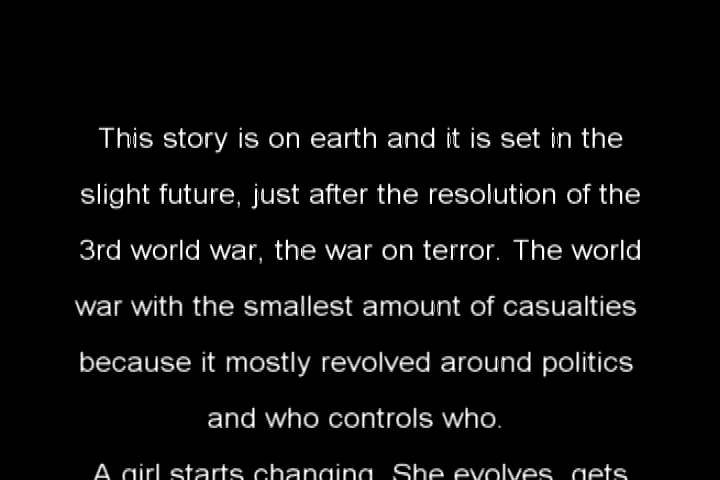 This story is on earth and it is set in the
slight future, just after the resolution of the
3rd world war, the war on terror. The world
war with the smallest amount of casualties
because it mostly revolved around politics
and who controls who.
A girl starts changing. She evolves, gets